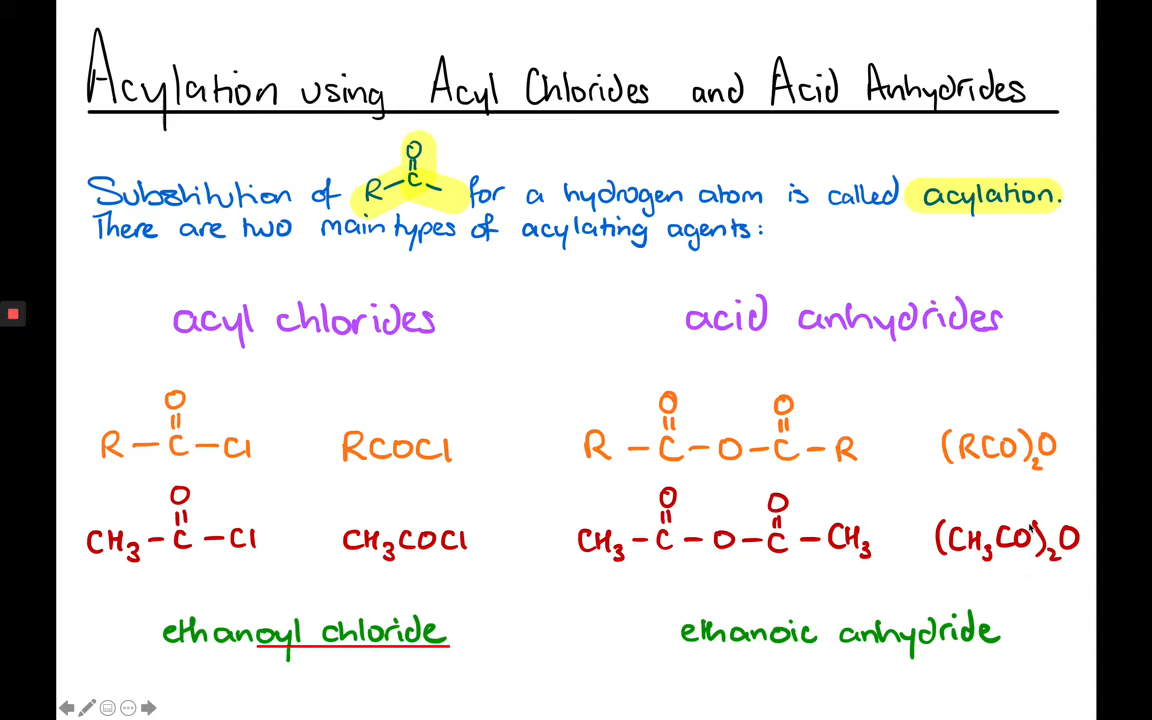 Acylation using Acyl Chlorides and Acid Anhydrides
O
Substitution of R–C– for a hydrogen atom is called acylation.
There are two main types of acylating agents:
acyl chlorides acid anhydrides
O O O
R–C–Cl RCOCl R–C–O–C–R (RCO)₂O
O O O
CH₃–C–Cl CH₃COCl CH₃–C–O–C–CH₃ (CH₃CO)₂O
ethanoyl chloride ethanoic anhydride